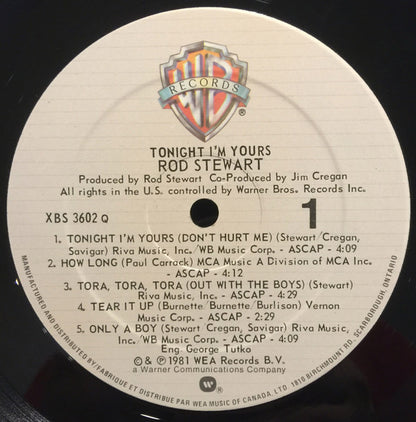 WB
RECORDS
®
TONIGHT I'M YOURS
ROD STEWART
Produced by Rod Stewart Co-Produced by Jim Cregan
All rights in the U.S. controlled by Warner Bros. Records Inc.
XBS 3602 Q
1
1. TONIGHT I'M YOURS (DON'T HURT ME) (Stewart/Cregan,
Savigar) Riva Music, Inc./WB Music Corp. - ASCAP - 4:09
2. HOW LONG (Paul Carrack) MCA Music A Division of MCA Inc.
- ASCAP - 4:12
3. TORA, TORA, TORA (OUT WITH THE BOYS) (Stewart)
Riva Music, Inc. - ASCAP - 4:29
4. TEAR IT UP (Burnette/Burnette/Burlison) Vernon
Music Corp. - ASCAP - 2:29
5. ONLY A BOY (Stewart Cregan, Savigar) Riva Music,
Inc./WB Music Corp. - ASCAP - 4:09
Eng George Tutko
© & ℗ 1981 WEA Records B.V.
a Warner Communications Company
W
MANUFACTURED AND DISTRIBUTED BY/FABRIQUE ET DISTRIBUE PAR WEA MUSIC OF CANADA, LTD. 1810 BIRCHMOUNT RD. SCARBOROUGH, ONTARIO